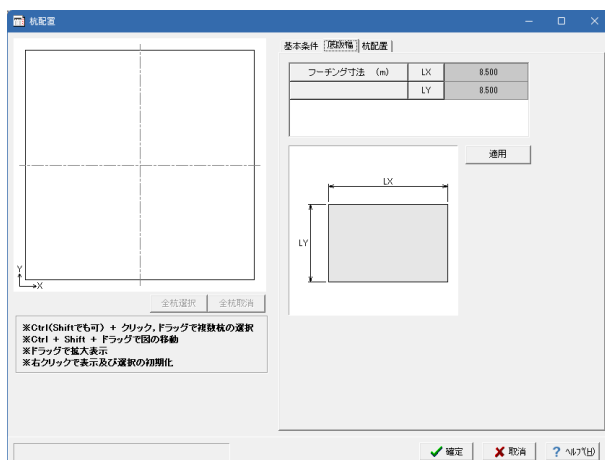 杭配置
基本条件 底版幅 杭配置
フーチング寸法 (m) LX 8.500
LY 8.500
適用
LX
LY
Y
X
全杭選択 全杭取消
※Ctrl(Shiftでも可) + クリック,ドラッグで複数杭の選択
※Ctrl + Shift + ドラッグで図の移動
※ドラッグで拡大表示
※右クリックで表示及び選択の初期化
確定 取消 ? ヘルプ(H)